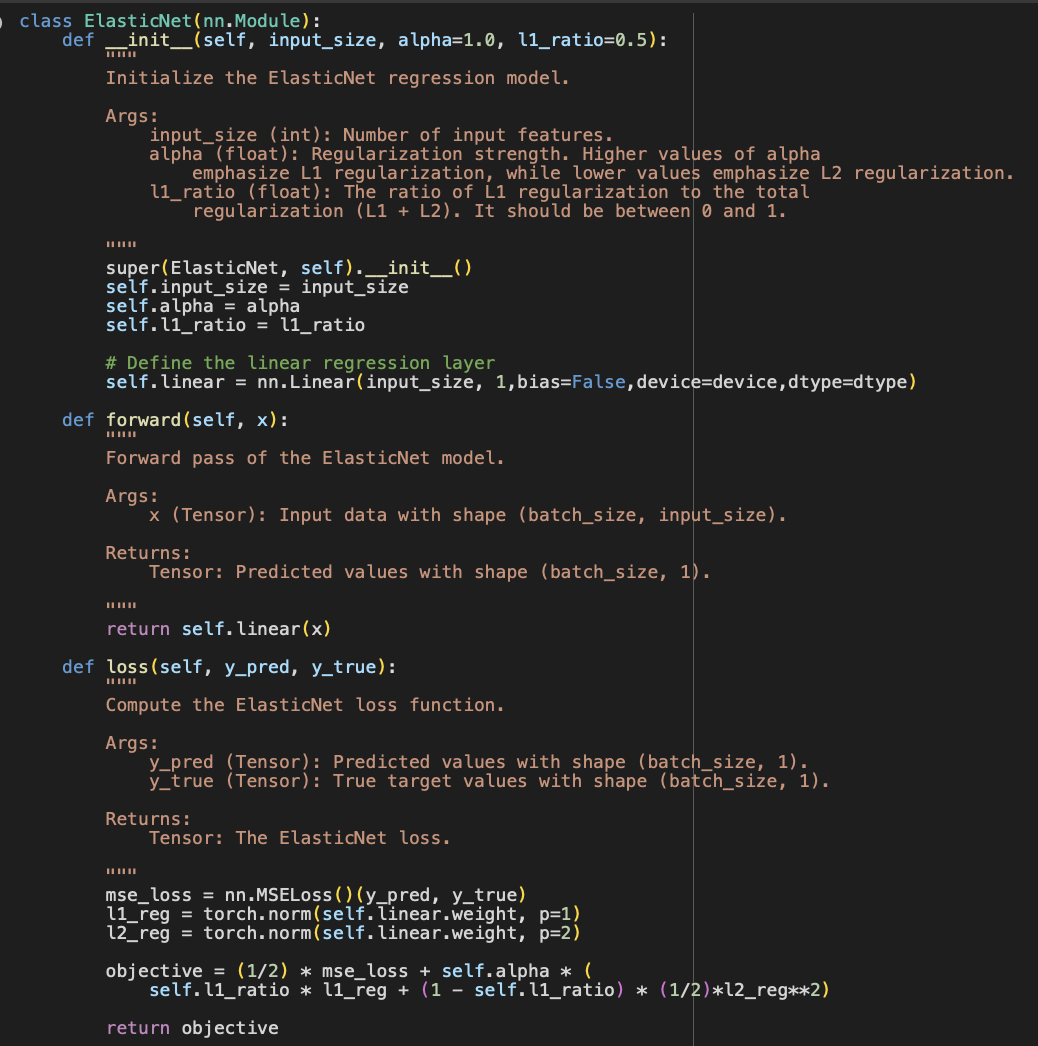 class ElasticNet(nn.Module):
    def __init__(self, input_size, alpha=1.0, l1_ratio=0.5):
        """
        Initialize the ElasticNet regression model.

        Args:
            input_size (int): Number of input features.
            alpha (float): Regularization strength. Higher values of alpha
                emphasize L1 regularization, while lower values emphasize L2 regularization.
            l1_ratio (float): The ratio of L1 regularization to the total
                regularization (L1 + L2). It should be between 0 and 1.

        """
        super(ElasticNet, self).__init__()
        self.input_size = input_size
        self.alpha = alpha
        self.l1_ratio = l1_ratio

        # Define the linear regression layer
        self.linear = nn.Linear(input_size, 1,bias=False,device=device,dtype=dtype)

    def forward(self, x):
        """
        Forward pass of the ElasticNet model.

        Args:
            x (Tensor): Input data with shape (batch_size, input_size).

        Returns:
            Tensor: Predicted values with shape (batch_size, 1).

        """
        return self.linear(x)

    def loss(self, y_pred, y_true):
        """
        Compute the ElasticNet loss function.

        Args:
            y_pred (Tensor): Predicted values with shape (batch_size, 1).
            y_true (Tensor): True target values with shape (batch_size, 1).

        Returns:
            Tensor: The ElasticNet loss.

        """
        mse_loss = nn.MSELoss()(y_pred, y_true)
        l1_reg = torch.norm(self.linear.weight, p=1)
        l2_reg = torch.norm(self.linear.weight, p=2)

        objective = (1/2) * mse_loss + self.alpha * (
            self.l1_ratio * l1_reg + (1 - self.l1_ratio) * (1/2)*l2_reg**2)

        return objective